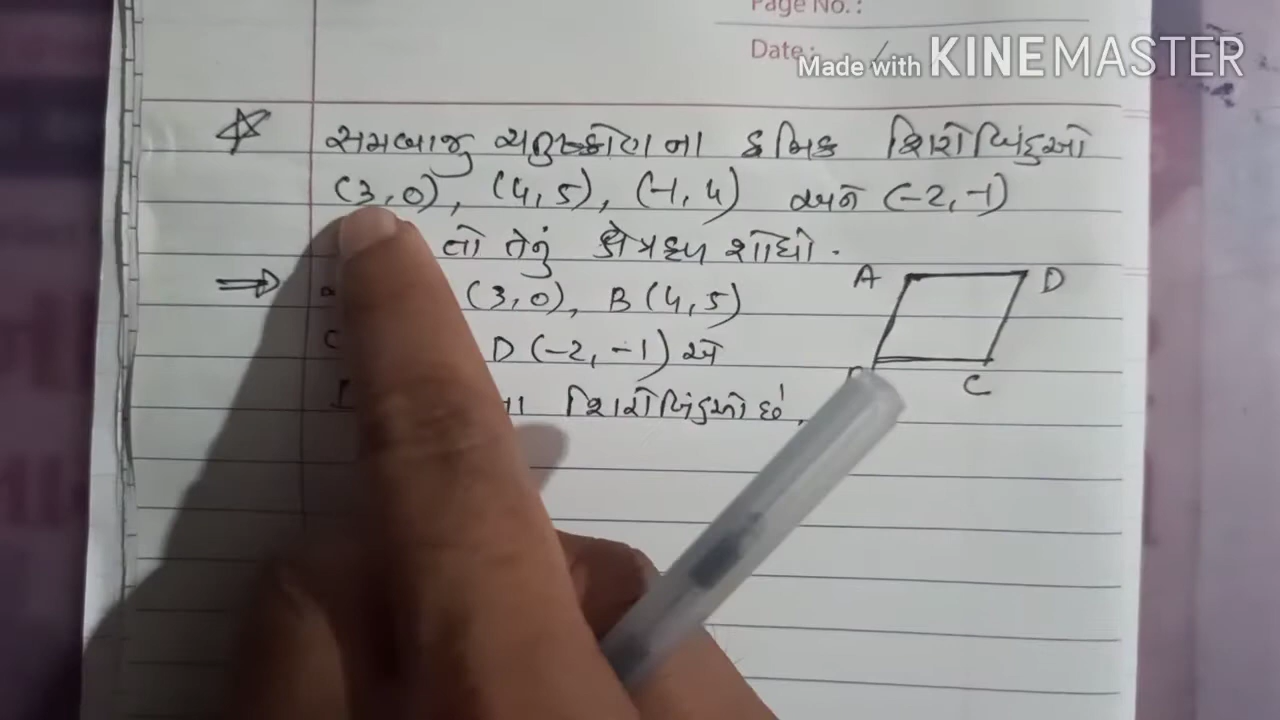 Page No.:
Date:
Made with KINEMASTER
સમબાજુ ચતુષ્કોણના ક્રમિક શિરોબિંદુઓ
(3,0), (4,5), (-1,4) અને (-2,-1)
તો તેનું ક્ષેત્રફળ શોધો.
⇒ (3,0), B(4,5)
A D
C D(-2,-1) એ
ના શિરોબિંદુઓ છે,
C